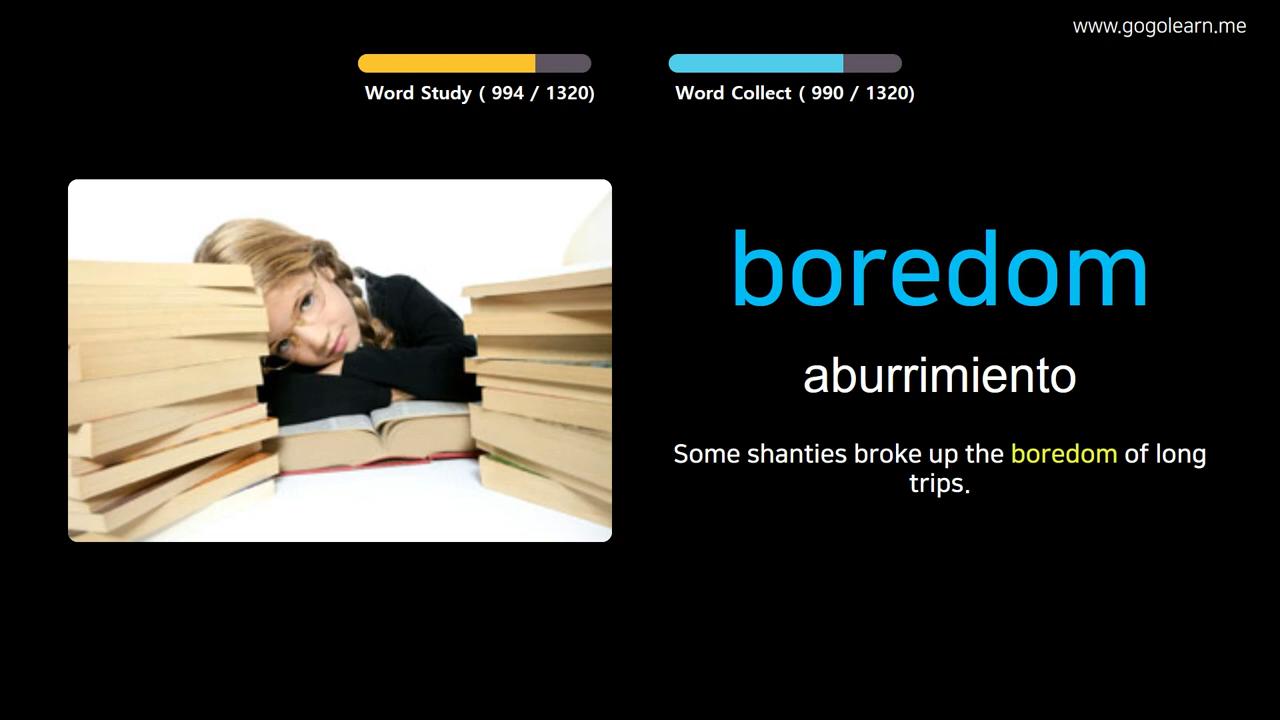 www.gogolearn.me
Word Study ( 994 / 1320)
Word Collect ( 990 / 1320)
boredom
aburrimiento
Some shanties broke up the boredom of long
trips.